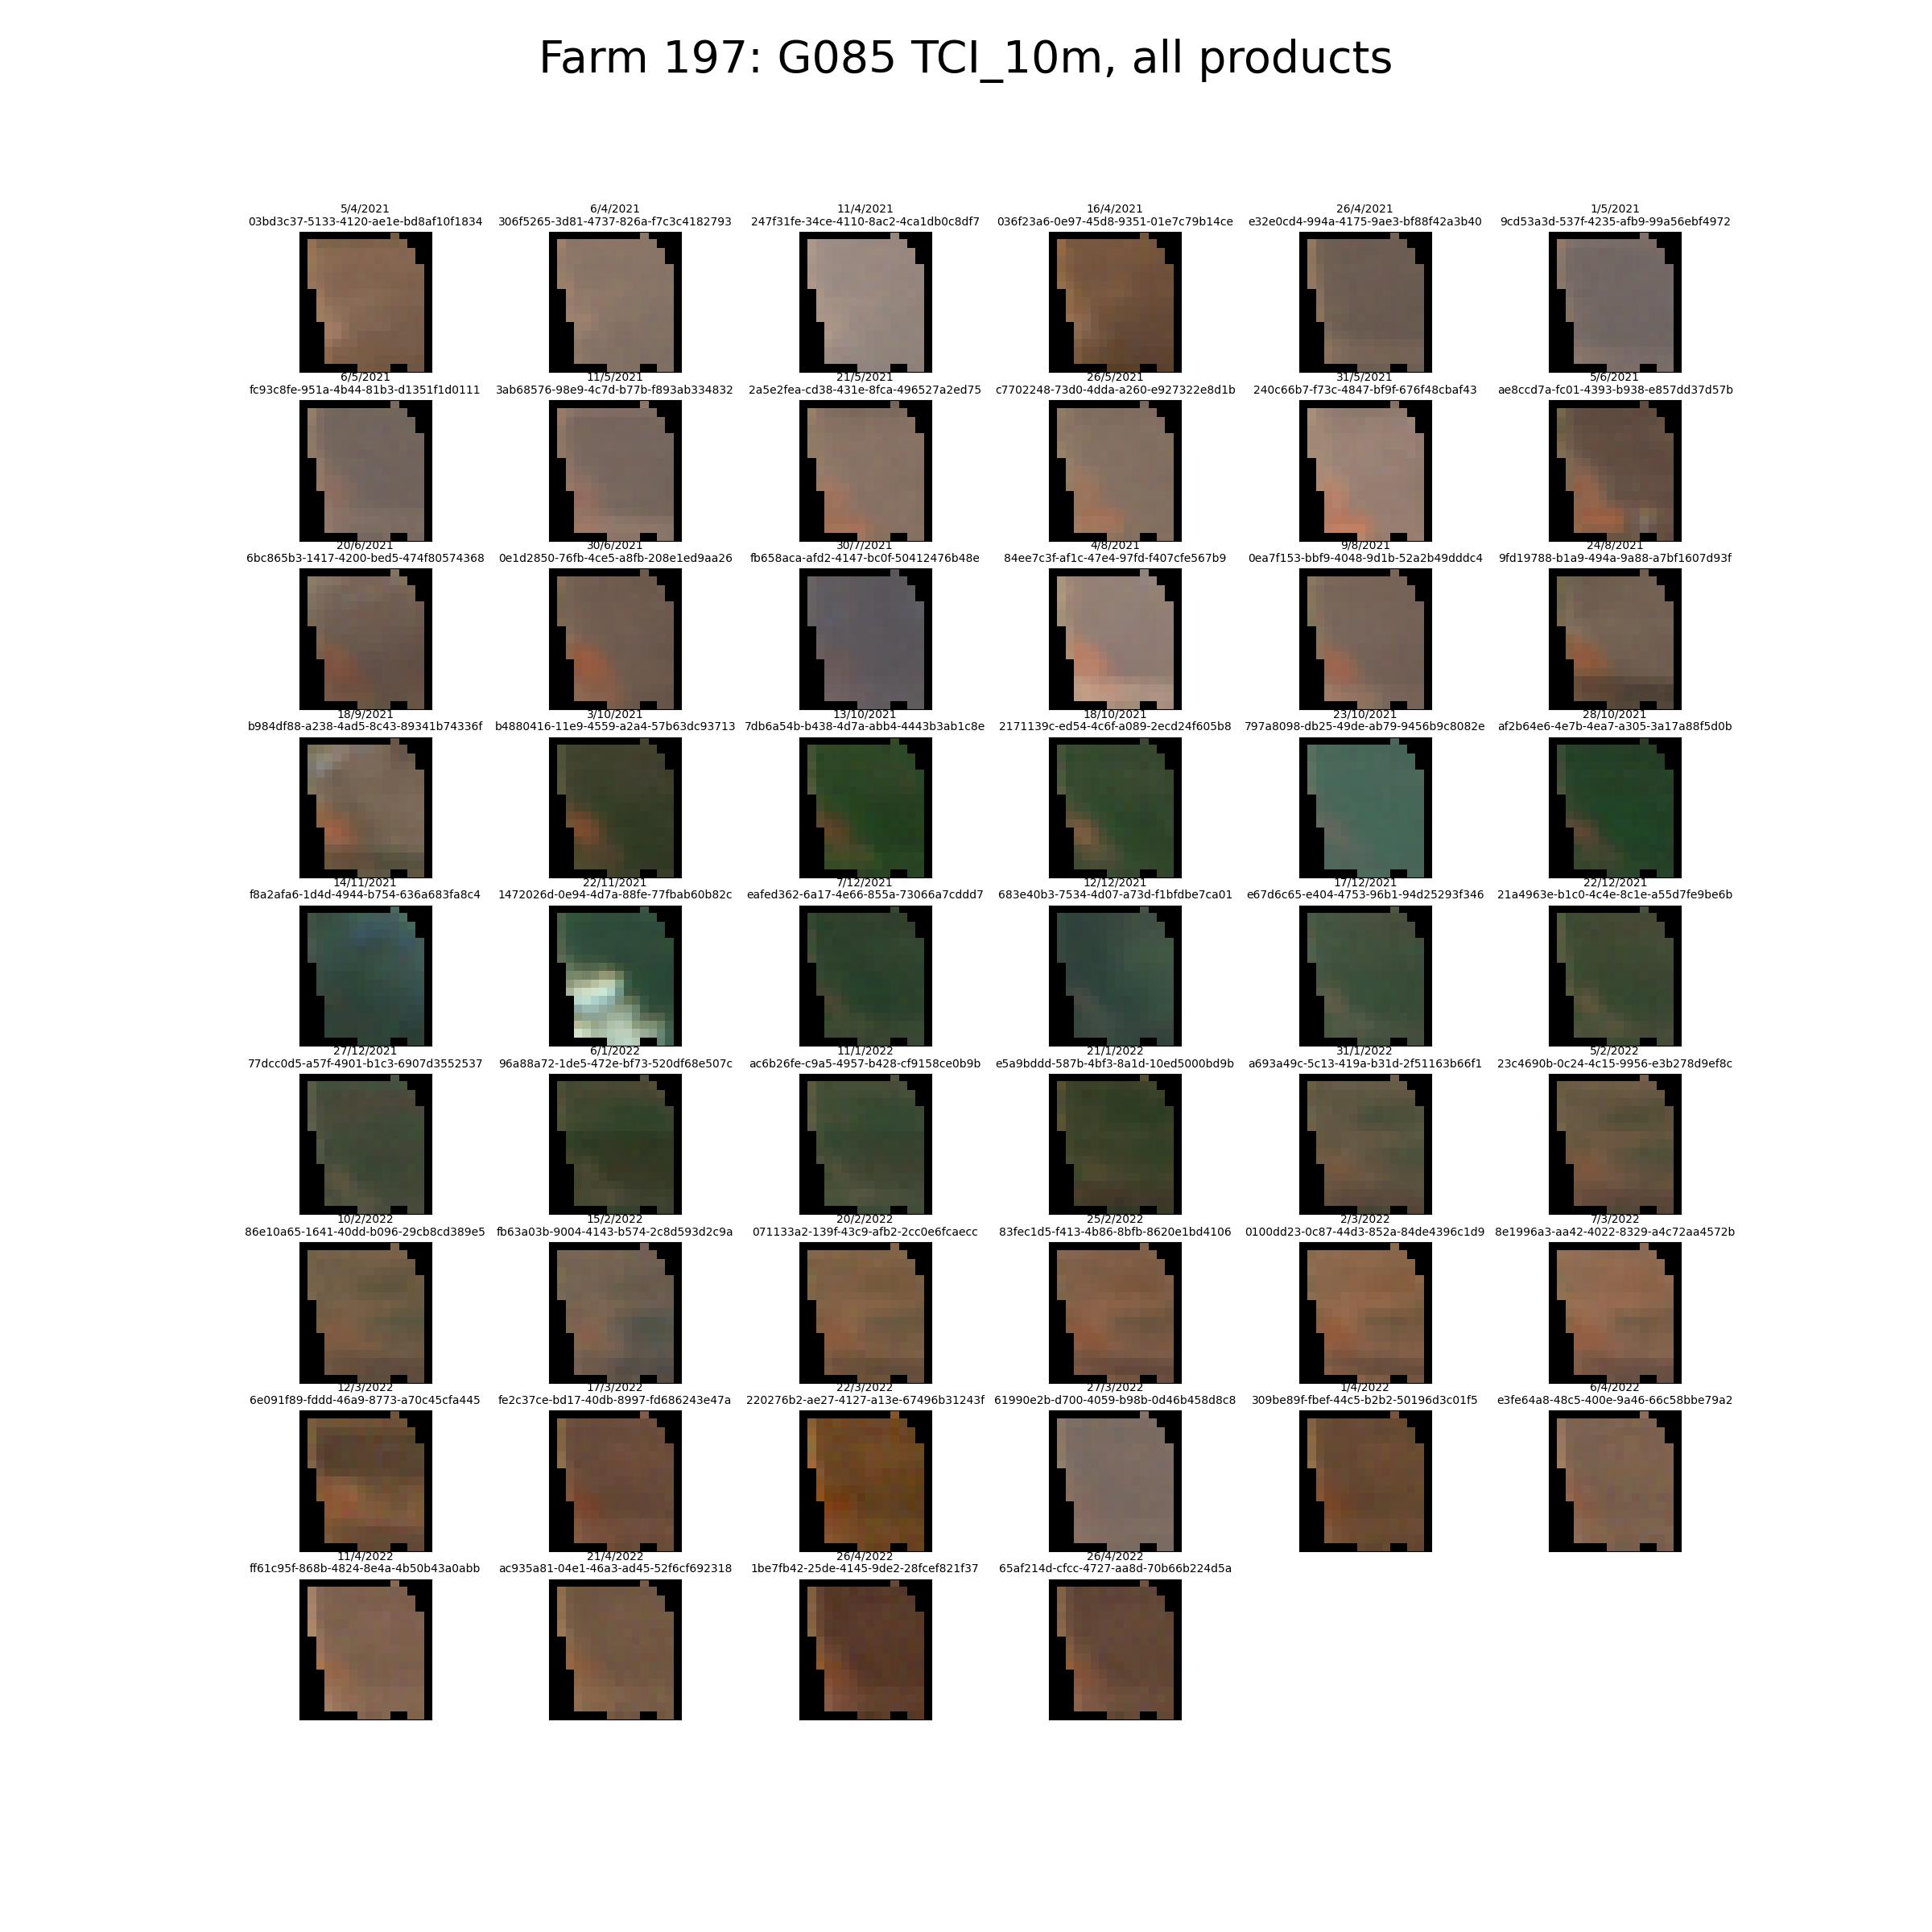 Farm 197: G085 TCI_10m, all products
5/4/2021
03bd3c37-5133-4120-ae1e-bd8af10f1834
6/4/2021
306f5265-3d81-4737-826a-f7c3c4182793
11/4/2021
247f31fe-34ce-4110-8ac2-4ca1db0c8df7
16/4/2021
036f23a6-0e97-45d8-9351-01e7c79b14ce
26/4/2021
e32e0cd4-994a-4175-9ae3-bf88f42a3b40
1/5/2021
9cd53a3d-537f-4235-afb9-99a56ebf4972
6/5/2021
fc93c8fe-951a-4b44-81b3-d1351f1d0111
11/5/2021
3ab68576-98e9-4c7d-b77b-f893ab334832
21/5/2021
2a5e2fea-cd38-431e-8fca-496527a2ed75
26/5/2021
c7702248-73d0-4dda-a260-e927322e8d1b
31/5/2021
240c66b7-f73c-4847-bf9f-676f48cbaf43
5/6/2021
ae8ccd7a-fc01-4393-b938-e857dd37d57b
20/6/2021
6bc865b3-1417-4200-bed5-474f80574368
30/6/2021
0e1d2850-76fb-4ce5-a8fb-208e1ed9aa26
30/7/2021
fb658aca-afd2-4147-bc0f-50412476b48e
4/8/2021
84ee7c3f-af1c-47e4-97fd-f407cfe567b9
9/8/2021
0ea7f153-bbf9-4048-9d1b-52a2b49dddc4
24/8/2021
9fd19788-b1a9-494a-9a88-a7bf1607d93f
18/9/2021
b984df88-a238-4ad5-8c43-89341b74336f
3/10/2021
b4880416-11e9-4559-a2a4-57b63dc93713
13/10/2021
7db6a54b-b438-4d7a-abb4-4443b3ab1c8e
18/10/2021
2171139c-ed54-4c6f-a089-2ecd24f605b8
23/10/2021
797a8098-db25-49de-ab79-9456b9c8082e
28/10/2021
af2b64e6-4e7b-4ea7-a305-3a17a88f5d0b
14/11/2021
f8a2afa6-1d4d-4944-b754-636a683fa8c4
22/11/2021
1472026d-0e94-4d7a-88fe-77fbab60b82c
7/12/2021
eafed362-6a17-4e66-855a-73066a7cddd7
12/12/2021
683e40b3-7534-4d07-a73d-f1bfdbe7ca01
17/12/2021
e67d6c65-e404-4753-96b1-94d25293f346
22/12/2021
21a4963e-b1c0-4c4e-8c1e-a55d7fe9be6b
27/12/2021
77dcc0d5-a57f-4901-b1c3-6907d3552537
6/1/2022
96a88a72-1de5-472e-bf73-520df68e507c
11/1/2022
ac6b26fe-c9a5-4957-b428-cf9158ce0b9b
21/1/2022
e5a9bddd-587b-4bf3-8a1d-10ed5000bd9b
31/1/2022
a693a49c-5c13-419a-b31d-2f51163b66f1
5/2/2022
23c4690b-0c24-4c15-9956-e3b278d9ef8c
10/2/2022
86e10a65-1641-40dd-b096-29cb8cd389e5
15/2/2022
fb63a03b-9004-4143-b574-2c8d593d2c9a
20/2/2022
071133a2-139f-43c9-afb2-2cc0e6fcaecc
25/2/2022
83fec1d5-f413-4b86-8bfb-8620e1bd4106
2/3/2022
0100dd23-0c87-44d3-852a-84de4396c1d9
7/3/2022
8e1996a3-aa42-4022-8329-a4c72aa4572b
12/3/2022
6e091f89-fddd-46a9-8773-a70c45cfa445
17/3/2022
fe2c37ce-bd17-40db-8997-fd686243e47a
22/3/2022
220276b2-ae27-4127-a13e-67496b31243f
27/3/2022
61990e2b-d700-4059-b98b-0d46b458d8c8
1/4/2022
309be89f-fbef-44c5-b2b2-50196d3c01f5
6/4/2022
e3fe64a8-48c5-400e-9a46-66c58bbe79a2
11/4/2022
ff61c95f-868b-4824-8e4a-4b50b43a0abb
21/4/2022
ac935a81-04e1-46a3-ad45-52f6cf692318
26/4/2022
1be7fb42-25de-4145-9de2-28fcef821f37
26/4/2022
65af214d-cfcc-4727-aa8d-70b66b224d5a